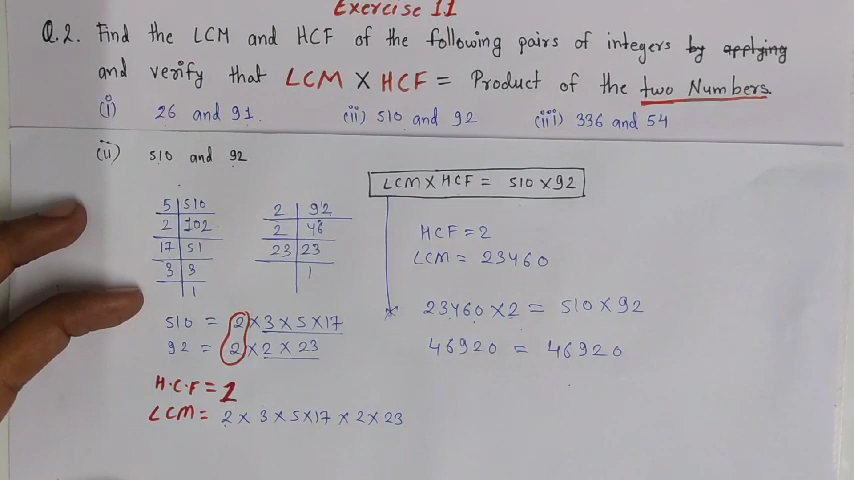 Exercise 11
Q.2. Find the LCM and HCF of the following pairs of integers by applying
and verify that LCM X HCF = Product of the two Numbers.
(i) 26 and 91. (ii) 510 and 92 (iii) 336 and 54
(ii) 510 and 92
LCM X HCF = 510 X 92
5 | 510
2 | 102
17 | 51
3 | 3
1
2 | 92
2 | 46
23 | 23
1
HCF = 2
LCM = 23460
23460 X 2 = 510 X 92
46920 = 46920
510 = 2 X 3 X 5 X 17
92 = 2 X 2 X 23
H.C.F = 2
LCM = 2 X 3 X 5 X 17 X 2 X 23